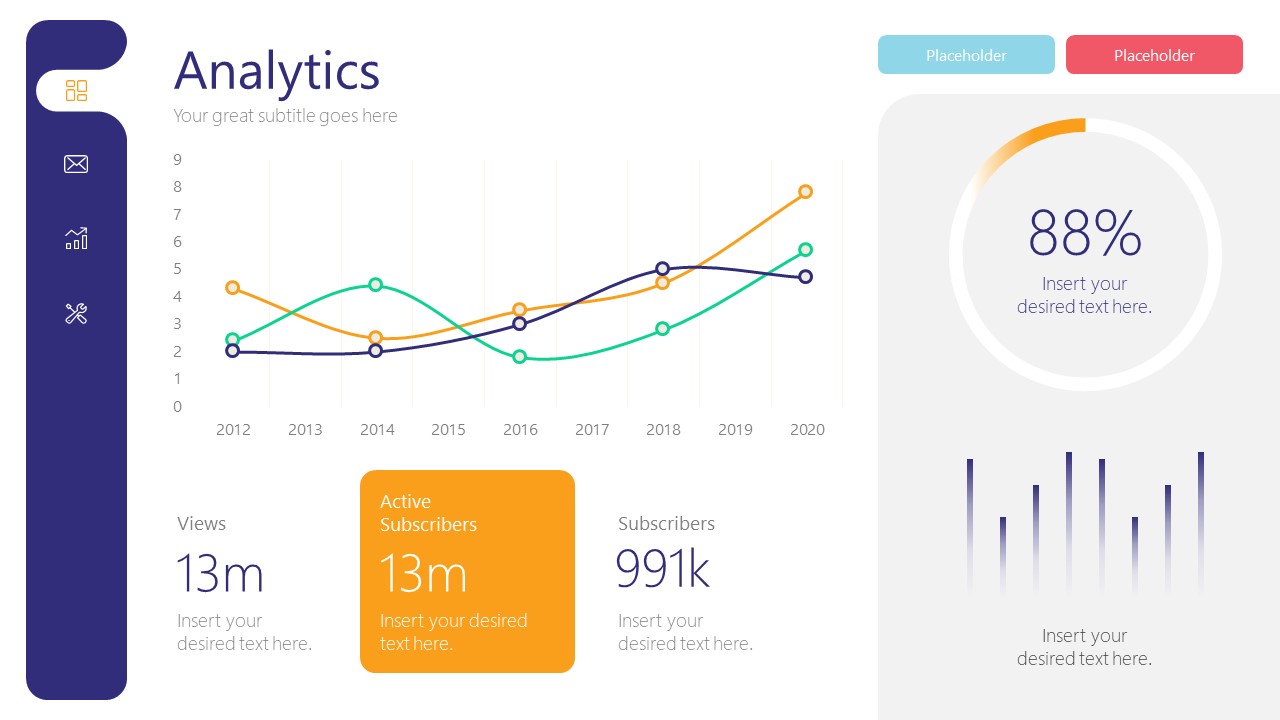 Analytics
Your great subtitle goes here
Placeholder
Placeholder
9
8
7
6
5
4
3
2
1
0
2012 2013 2014 2015 2016 2017 2018 2019 2020
Views
13m
Insert your
desired text here.
Active
Subscribers
13m
Insert your desired
text here.
Subscribers
991k
Insert your
desired text here.
88%
Insert your
desired text here.
Insert your
desired text here.